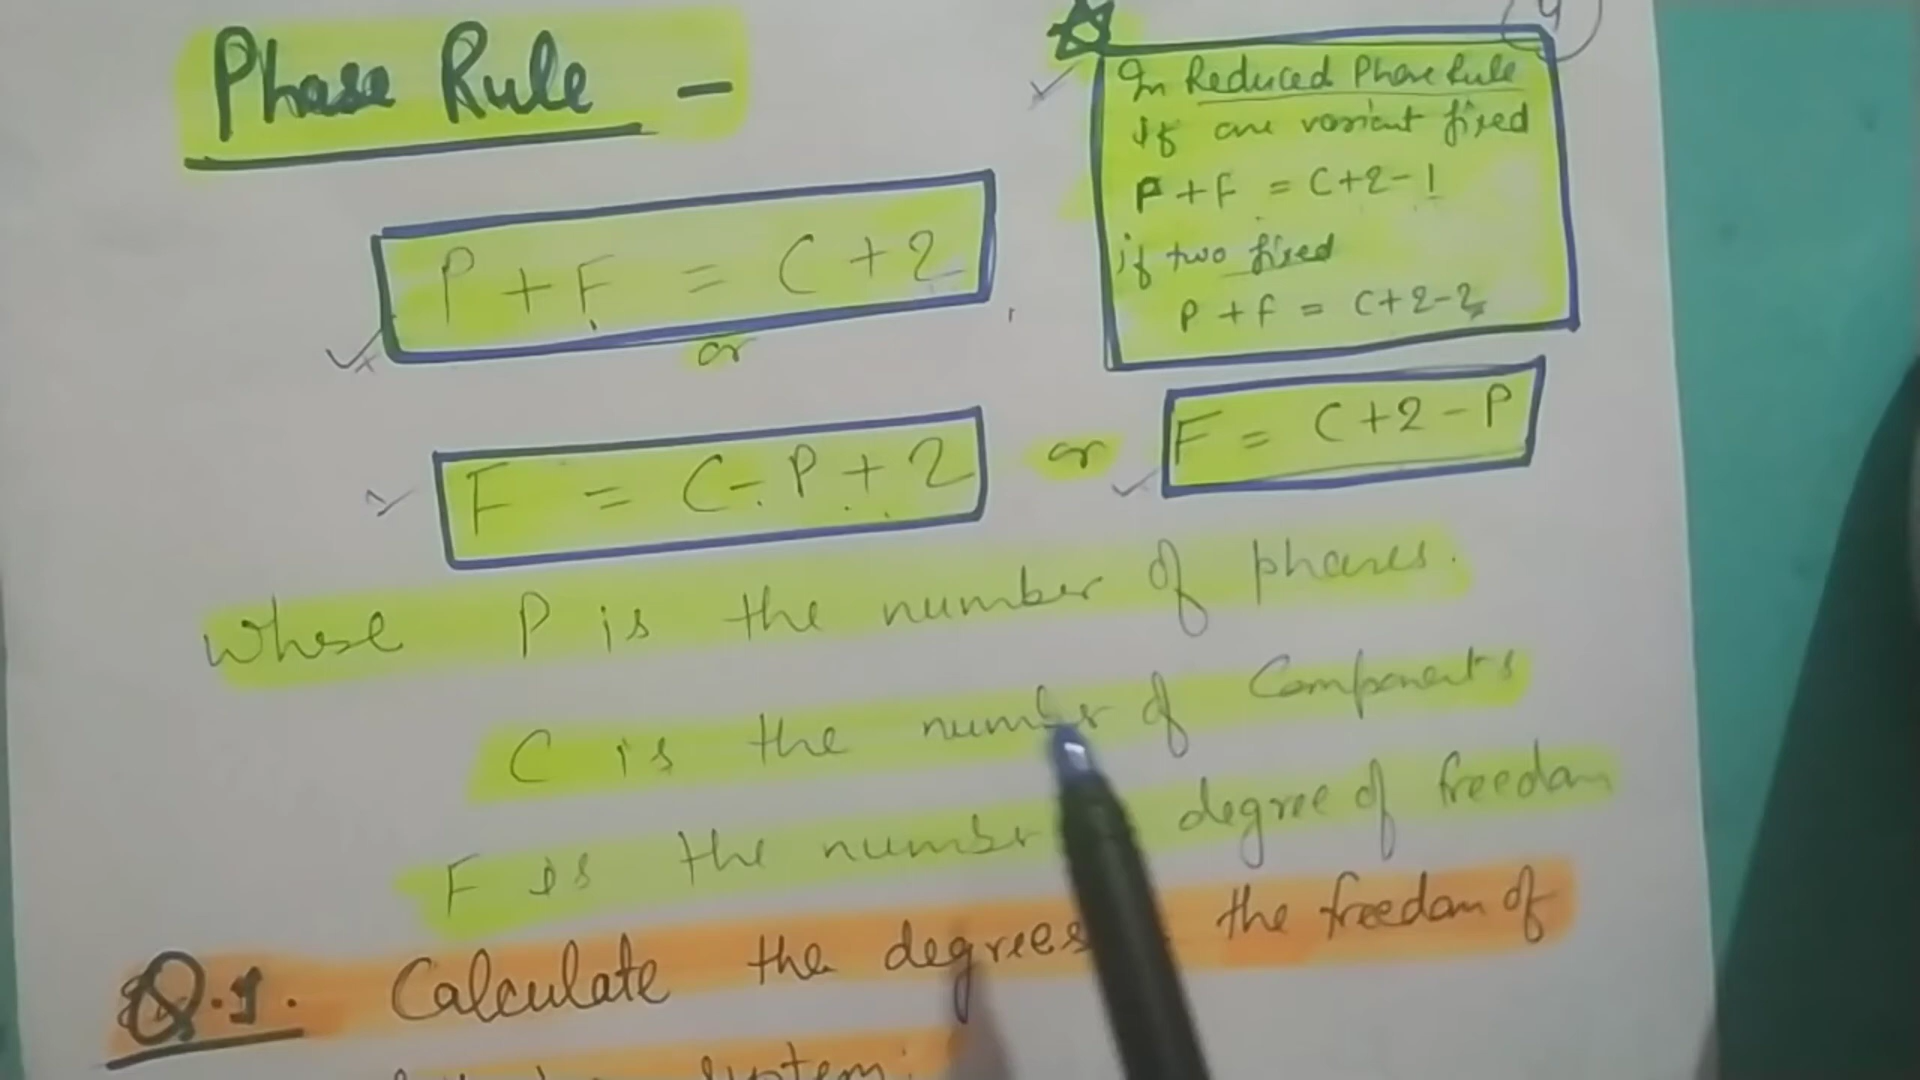 4
Phase Rule -
In Reduced Phase Rule
if one variant fixed
P + F = C+2-1
if two fixed
P + F = C+2-2
P + F = C + 2
or
F = C - P + 2 or F = C+2-P
Where P is the number of phases.
C is the number of Components
F is the number degree of freedom
Q.1. Calculate the degrees the freedom of
system: